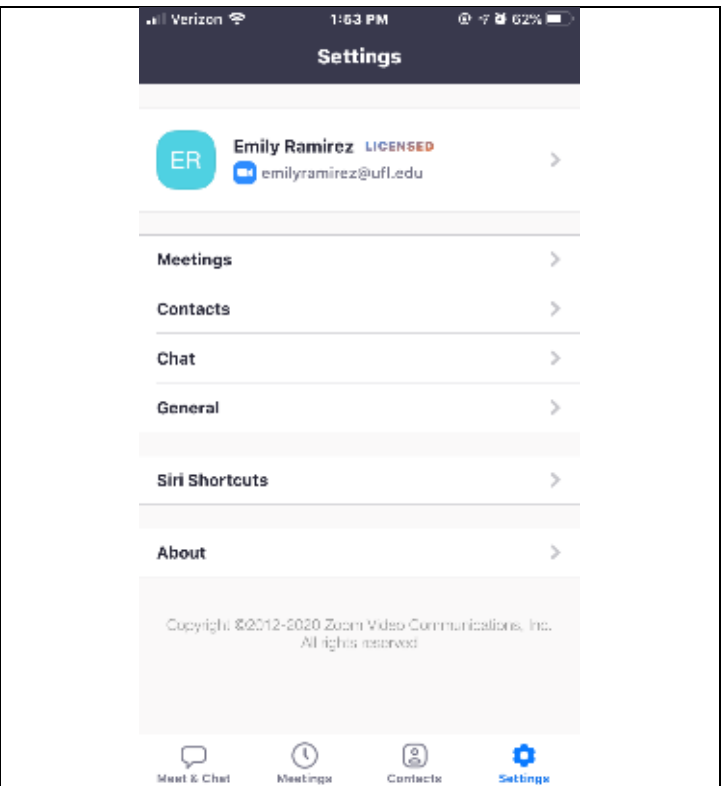 Verizon 1:53 PM 62%
Settings
ER
Emily Ramirez LICENSED
emilyramirez@ufl.edu
Meetings
Contacts
Chat
General
Siri Shortcuts
About
Copyright ©2012-2020 Zoom Video Communications, Inc.
All rights reserved
Meet & Chat Meetings Contacts Settings